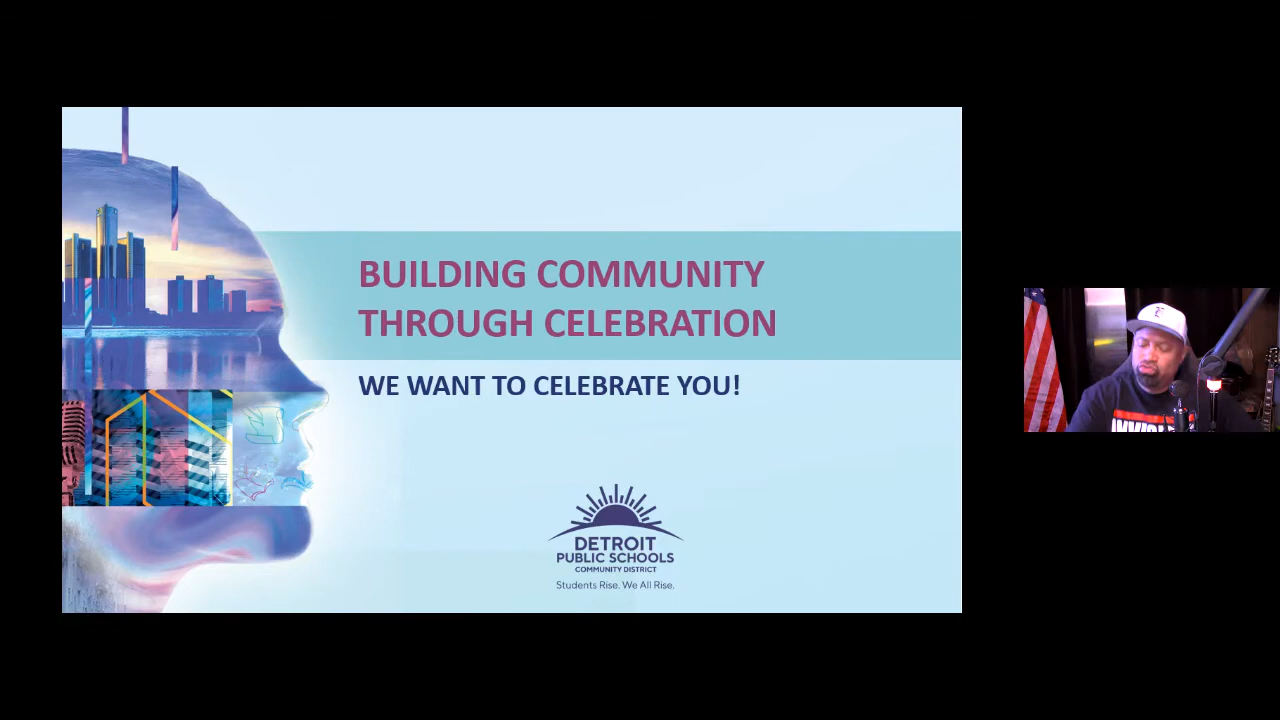 BUILDING COMMUNITY
THROUGH CELEBRATION
WE WANT TO CELEBRATE YOU!
DETROIT
PUBLIC SCHOOLS
COMMUNITY DISTRICT
Students Rise. We All Rise.